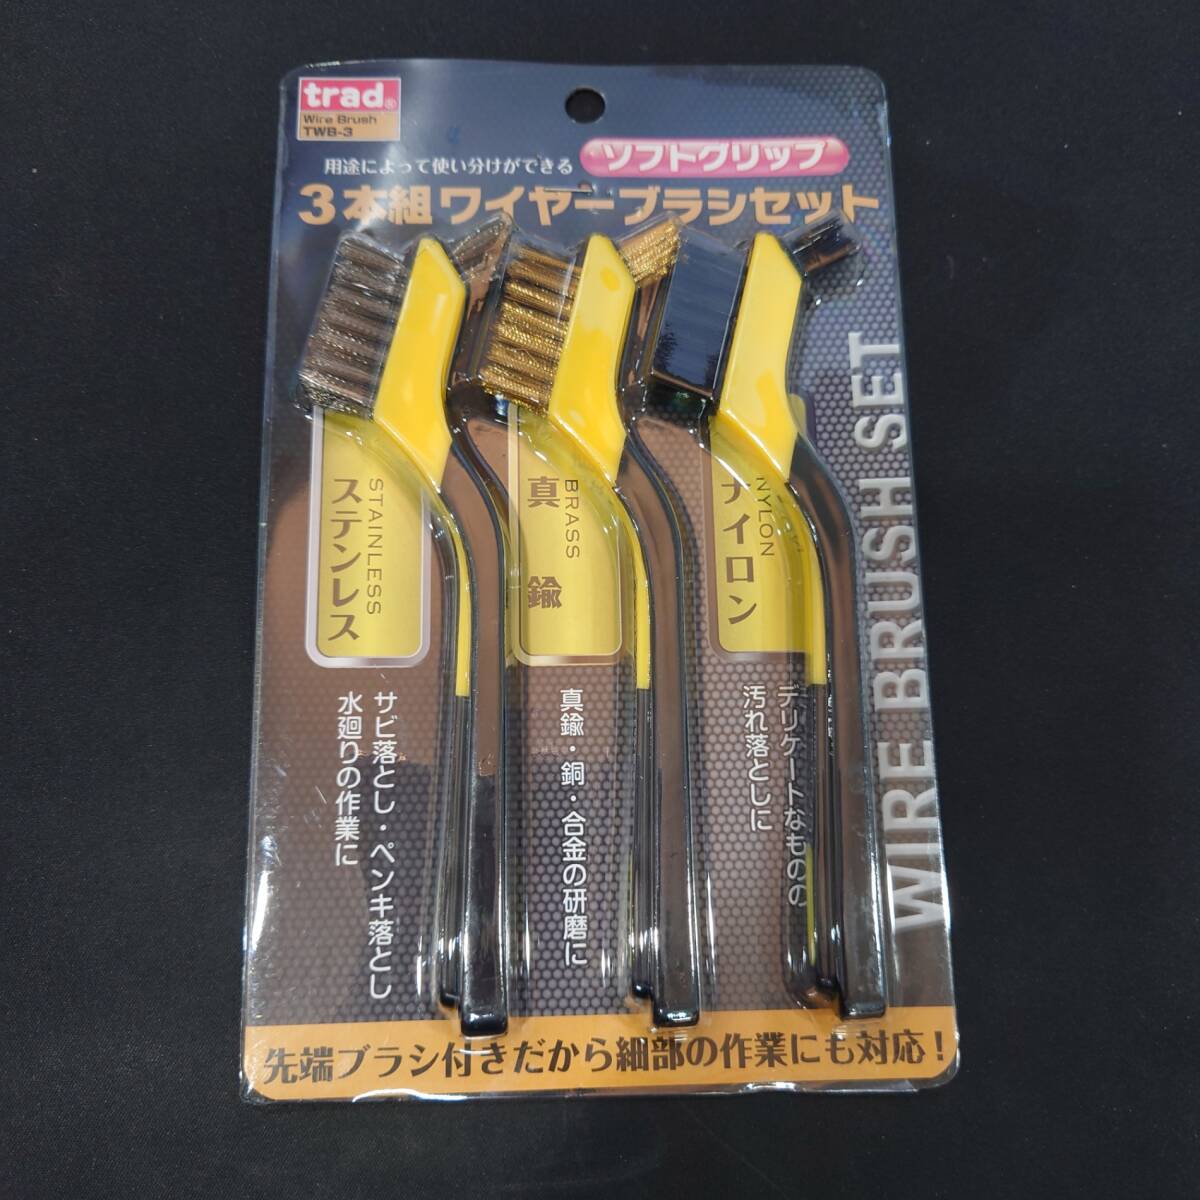 trad®
Wire Brush
TWB-3
用途によって使い分けができる
ソフトグリップ
3本組ワイヤーブラシセット
STAINLESS
ステンレス
サビ落とし・ペンキ落とし
水廻りの作業に
BRASS
真鍮
真鍮・銅・合金の研磨に
NYLON
ナイロン
デリケートなものの
汚れ落としに
WIRE BRUSH SET
先端ブラシ付きだから細部の作業にも対応!